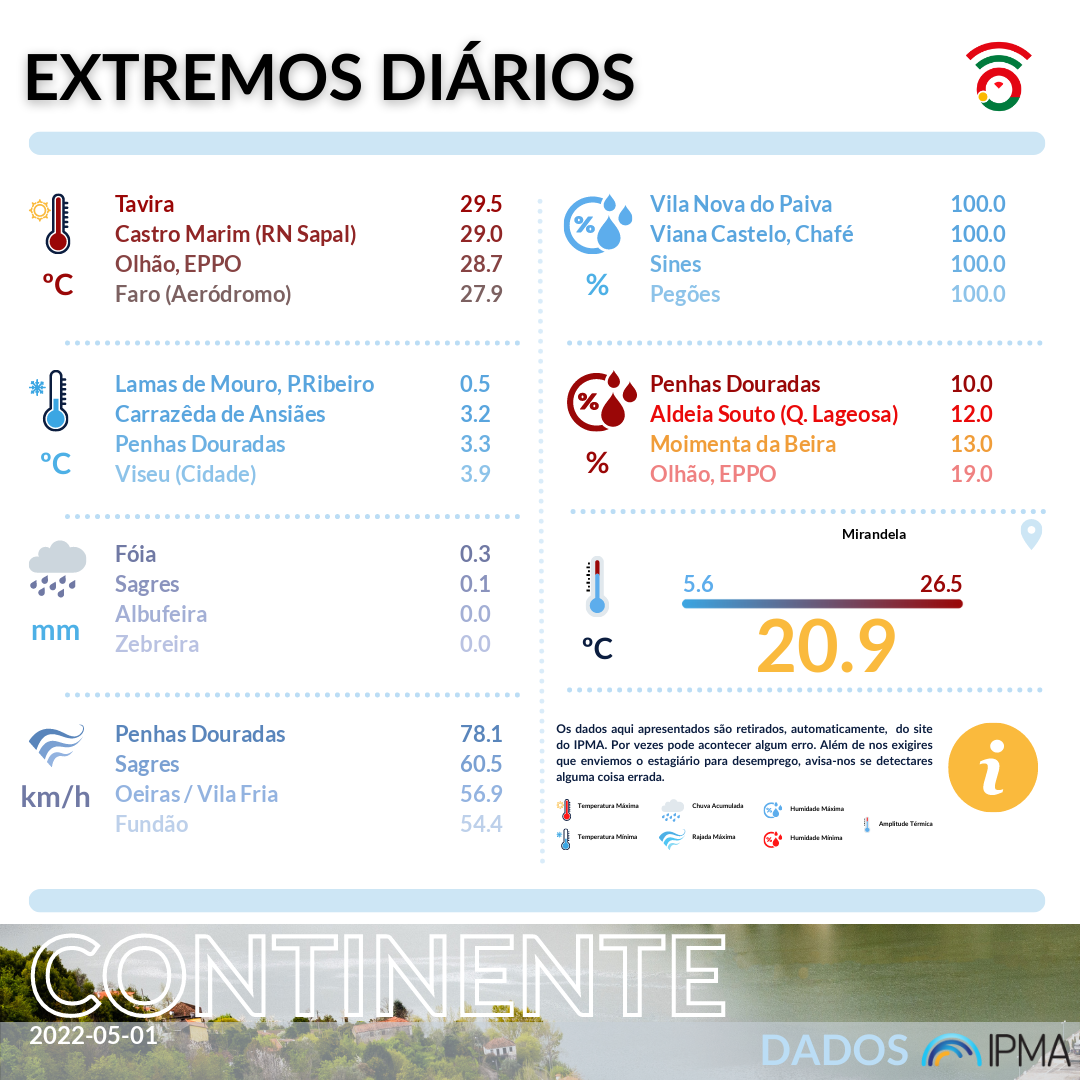 EXTREMOS DIÁRIOS
Tavira 29.5
Castro Marim (RN Sapal) 29.0
Olhão, EPPO 28.7
Faro (Aeródromo) 27.9
ºC
Lamas de Mouro, P.Ribeiro 0.5
Carrazêda de Ansiães 3.2
Penhas Douradas 3.3
Viseu (Cidade) 3.9
ºC
Fóia 0.3
Sagres 0.1
Albufeira 0.0
Zebreira 0.0
mm
Penhas Douradas 78.1
Sagres 60.5
Oeiras / Vila Fria 56.9
Fundão 54.4
km/h
Vila Nova do Paiva 100.0
Viana Castelo, Chafé 100.0
Sines 100.0
Pegões 100.0
%
%
Penhas Douradas 10.0
Aldeia Souto (Q. Lageosa) 12.0
Moimenta da Beira 13.0
Olhão, EPPO 19.0
%
%
Mirandela
5.6 26.5
20.9
ºC
Os dados aqui apresentados são retirados, automaticamente, do site
do IPMA. Por vezes pode acontecer algum erro. Além de nos exigires
que enviemos o estagiário para desemprego, avisa-nos se detectares
alguma coisa errada.
i
Temperatura Máxima Chuva Acumulada Humidade Máxima
Amplitude Térmica
Temperatura Mínima Rajada Máxima Humidade Mínima
CONTINENTE
2022-05-01
DADOS IPMA